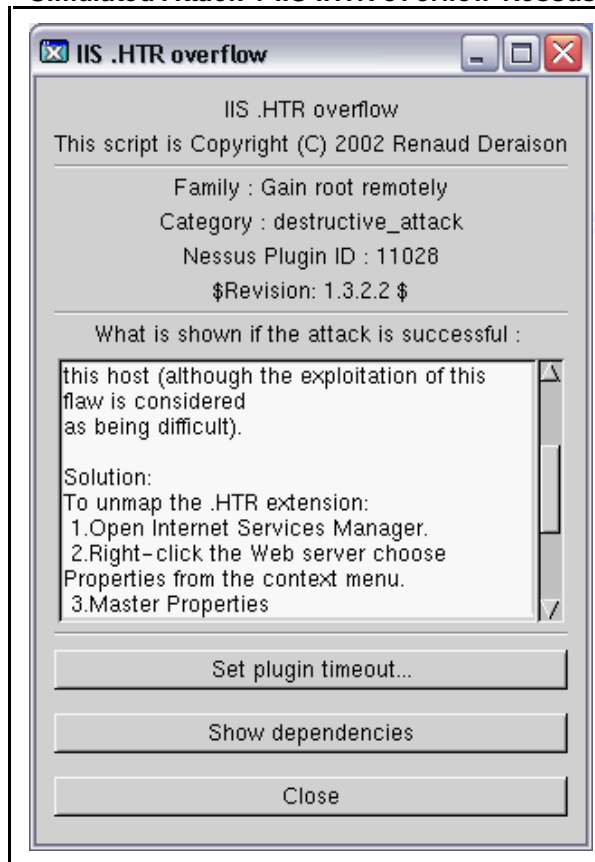 IIS .HTR overflow
IIS .HTR overflow
This script is Copyright (C) 2002 Renaud Deraison
Family : Gain root remotely
Category : destructive_attack
Nessus Plugin ID : 11028
$Revision: 1.3.2.2 $
What is shown if the attack is successful :
this host (although the exploitation of this
flaw is considered
as being difficult).
Solution:
To unmap the .HTR extension:
1.Open Internet Services Manager.
2.Right-click the Web server choose
Properties from the context menu.
3.Master Properties
Set plugin timeout...
Show dependencies
Close